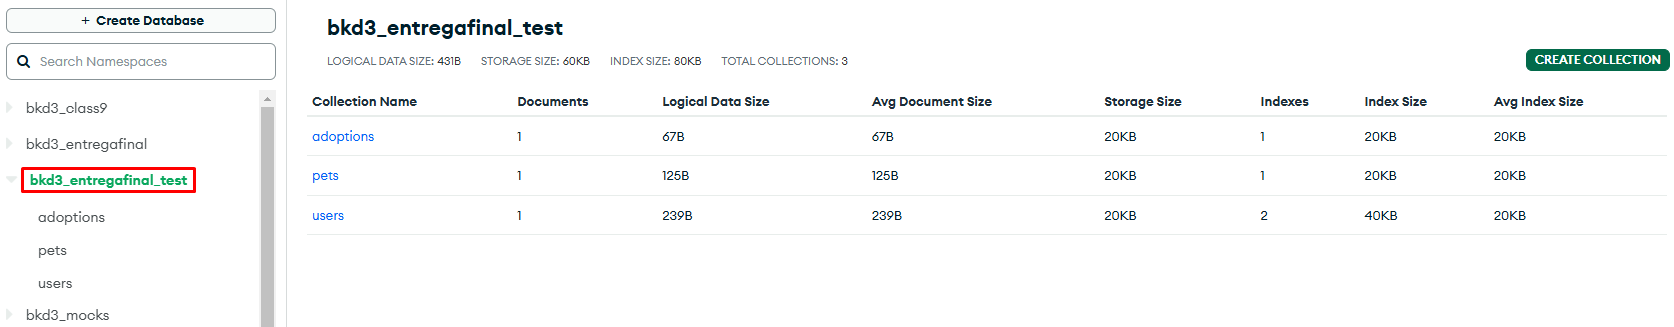 + Create Database
Search Namespaces
bkd3_class9
bkd3_entregafinal
bkd3_entregafinal_test
adoptions
pets
users
bkd3_mocks
bkd3_entregafinal_test
LOGICAL DATA SIZE: 431B STORAGE SIZE: 60KB INDEX SIZE: 80KB TOTAL COLLECTIONS: 3
CREATE COLLECTION
Collection Name Documents Logical Data Size Avg Document Size Storage Size Indexes Index Size Avg Index Size
adoptions 1 67B 67B 20KB 1 20KB 20KB
pets 1 125B 125B 20KB 1 20KB 20KB
users 1 239B 239B 20KB 2 40KB 20KB